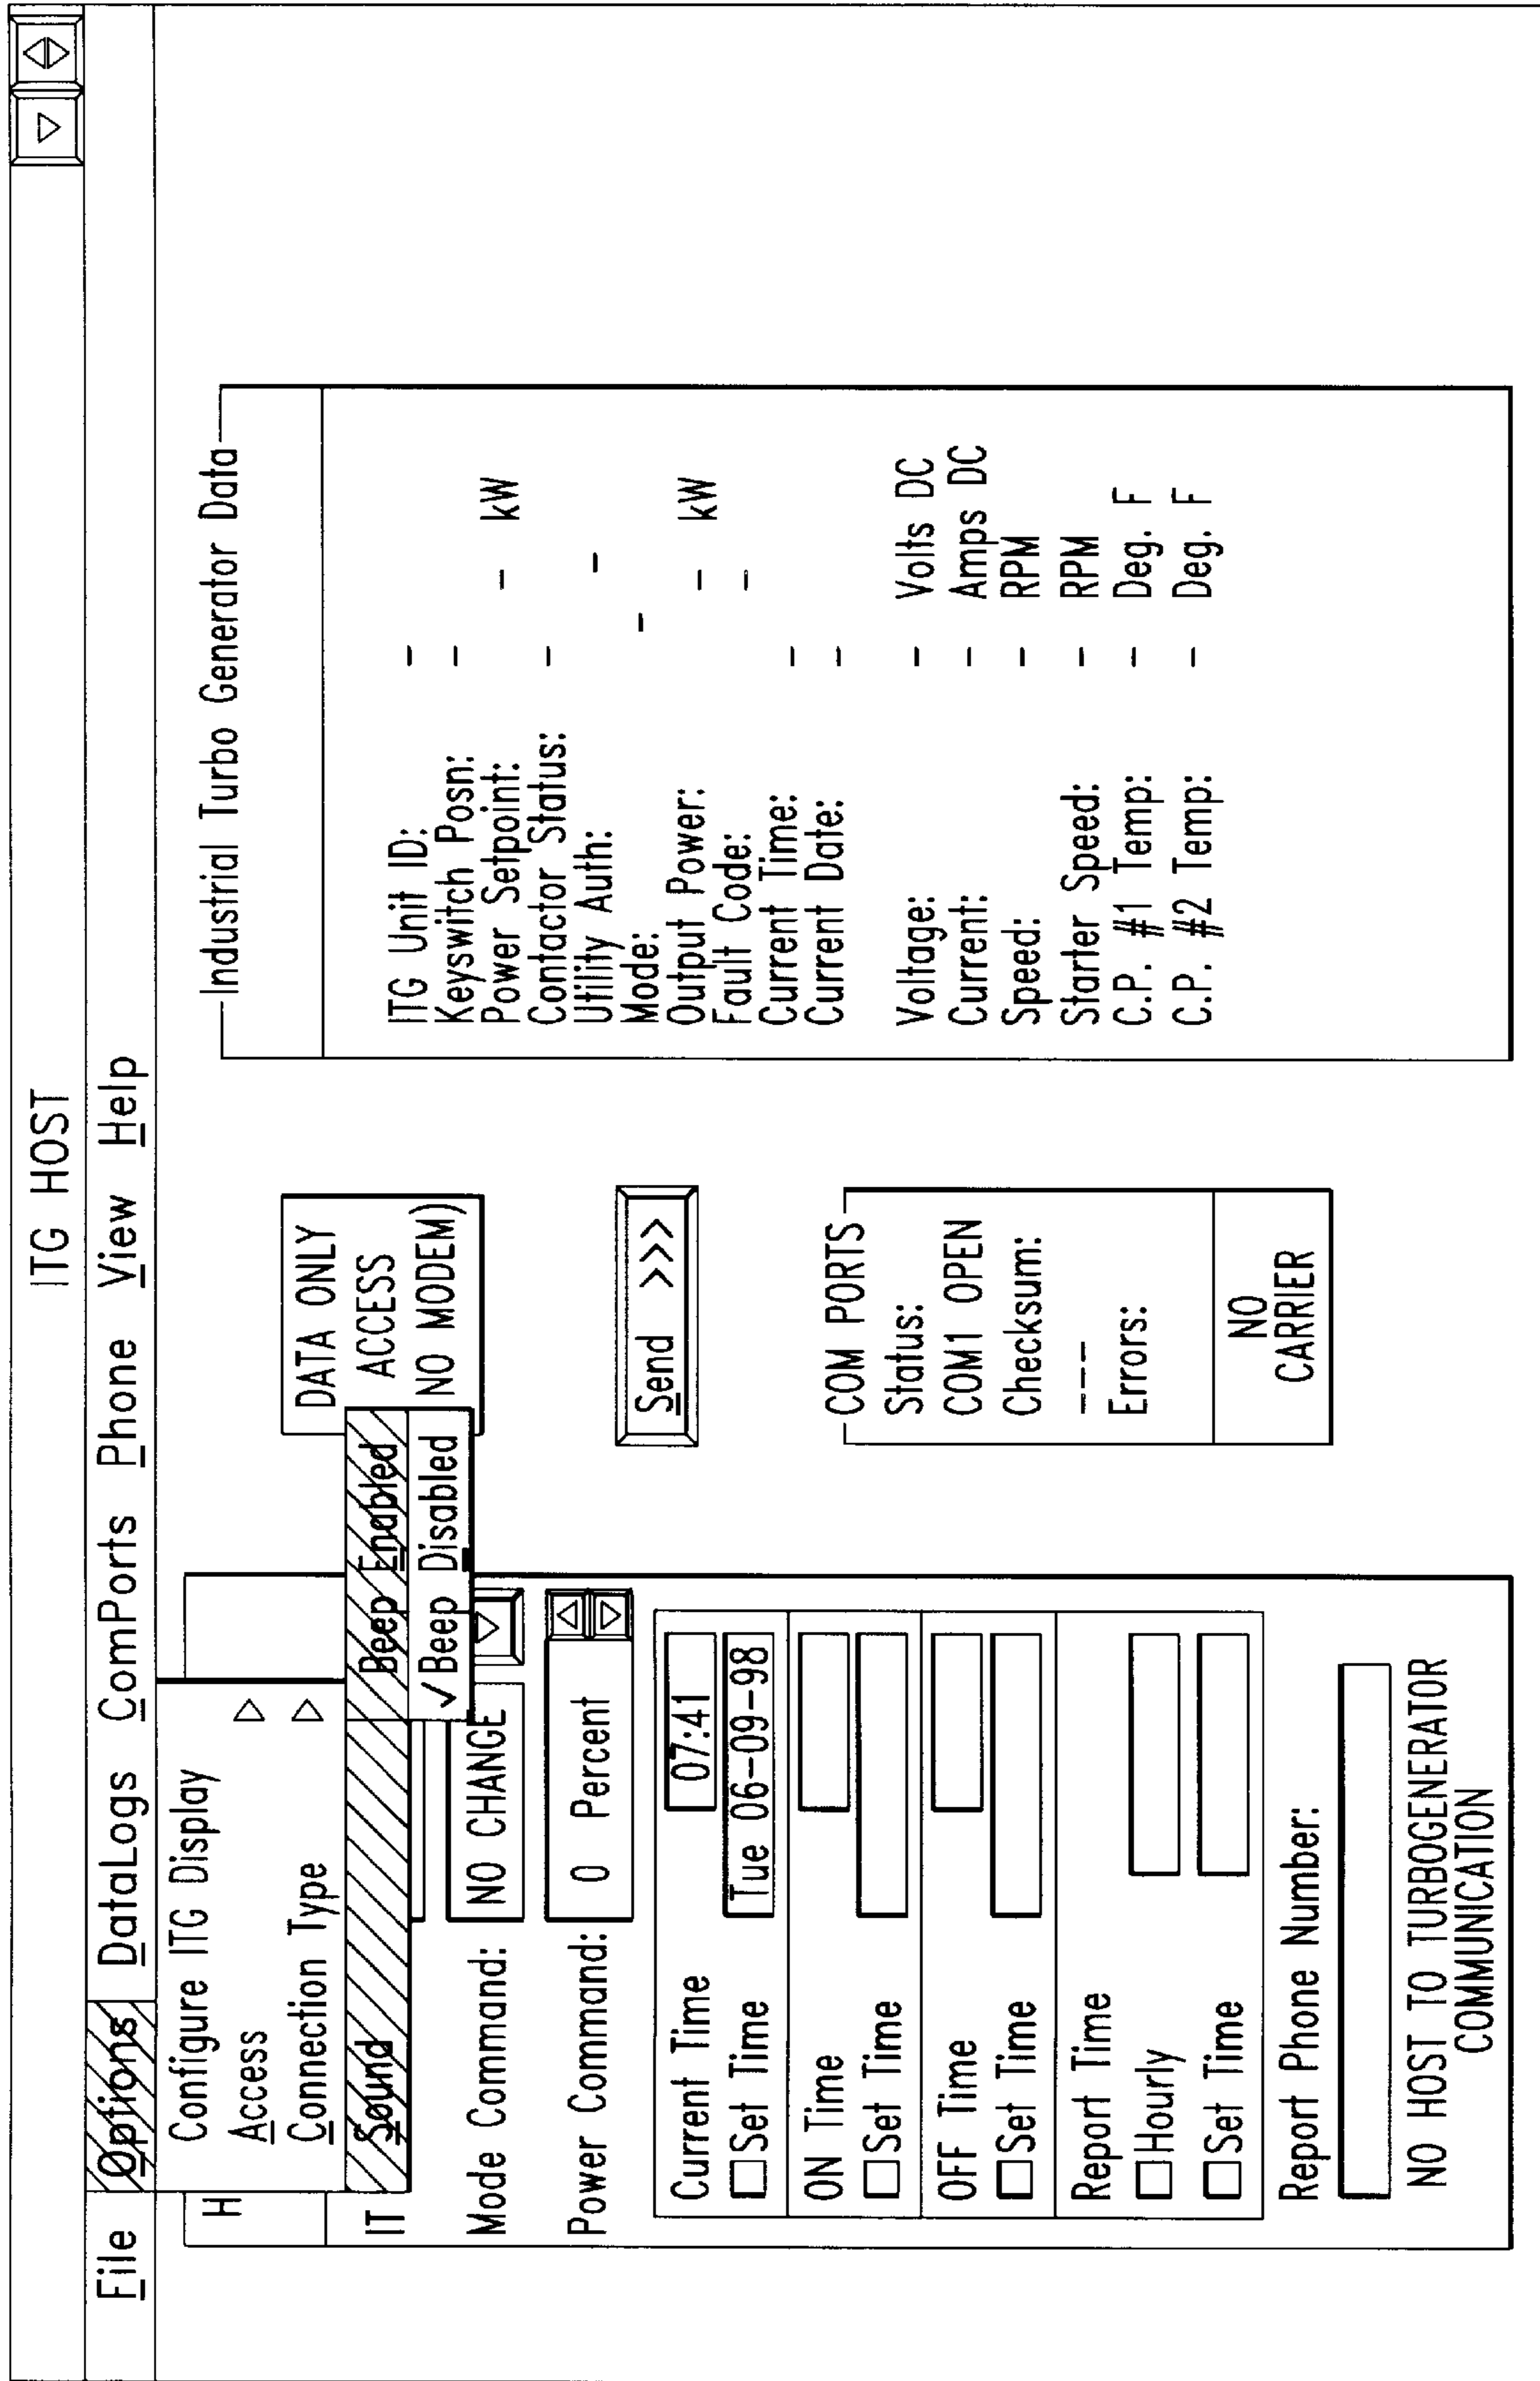 ITG HOST
File Options DataLogs ComPorts Phone View Help
Configure ITG Display
Access
Connection Type
Sound
Beep Enabled
✓Beep Disabled
H
IT
NO CHANGE
Mode Command:
Power Command: 0 Percent
Current Time 07:41
Set Time Tue 06-09-98
ON Time
Set Time
OFF Time
Set Time
Report Time
Hourly
Set Time
Report Phone Number:
NO HOST TO TURBOGENERATOR
COMMUNICATION
DATA ONLY
ACCESS
NO MODEM)
Send >>>
COM PORTS
Status:
COM1 OPEN
Checksum:
---
Errors:
NO
CARRIER
Industrial Turbo Generator Data
ITG Unit ID: -
Keyswitch Posn: -
Power Setpoint: - kW
Contactor Status: -
Utility Auth: -
Mode: -
Output Power: - kW
Fault Code: -
Current Time: -
Current Date: -
Voltage: - Volts DC
Current: - Amps DC
Speed: - RPM
Starter Speed: - RPM
C.P. #1 Temp: - Deg. F
C.P. #2 Temp: - Deg. F